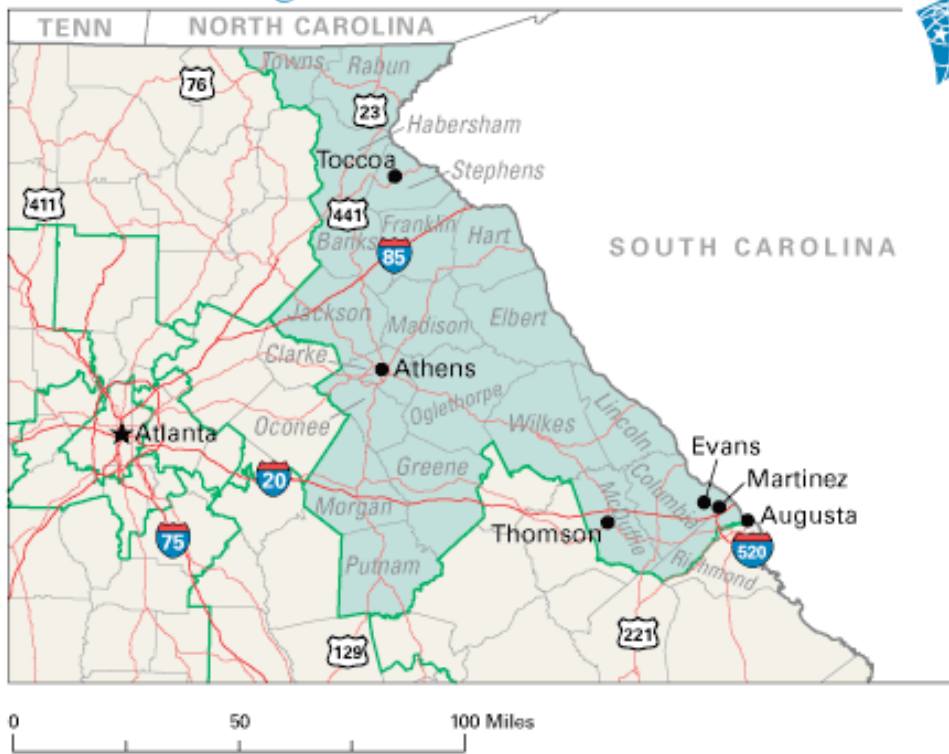 TENN
NORTH CAROLINA
Towns
Rabun
76
23
Habersham
Toccoa
Stephens
411
441
Franklin
Banks
Hart
SOUTH CAROLINA
85
Jackson
Madison
Elbert
Clarke
Athens
Oglethorpe
Oconee
Wilkes
Lincoln
Atlanta
Evans
Greene
Columbia
Martinez
20
Morgan
McDuffie
Augusta
Thomson
75
520
Putnam
Richmond
129
221
0 50 100 Miles